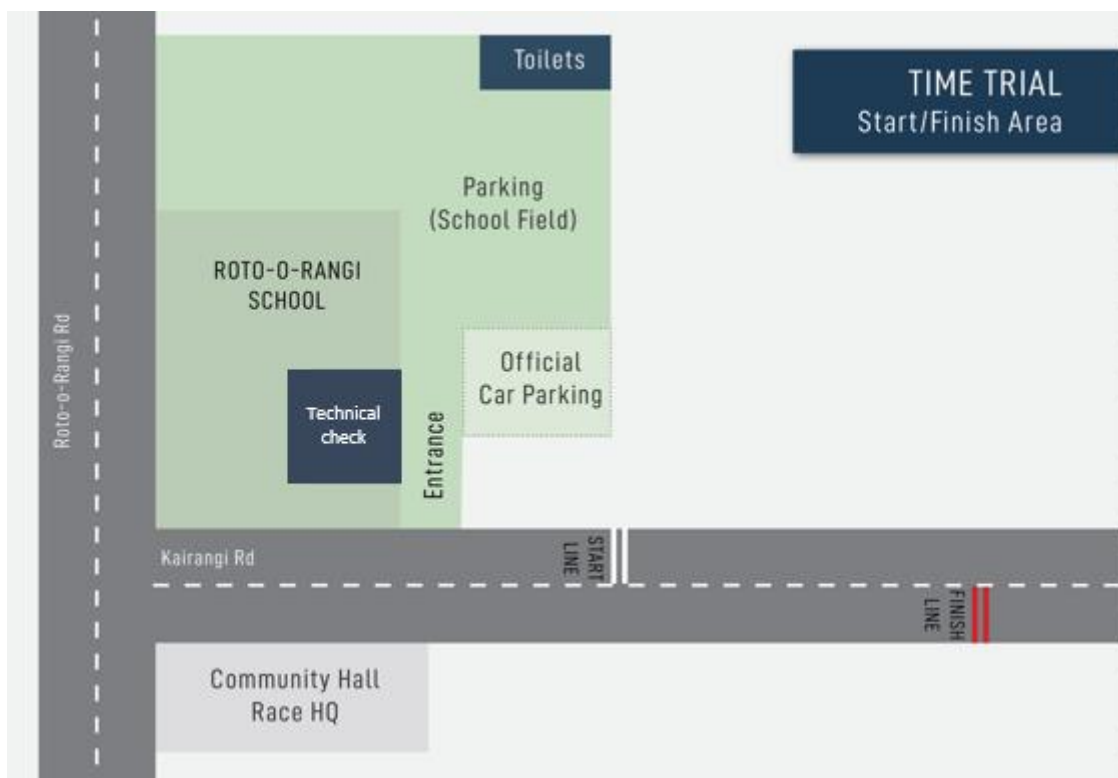 Toilets
TIME TRIAL
Start/Finish Area
Parking
(School Field)
ROTO-O-RANGI
SCHOOL
Official
Car Parking
Technical
check
Entrance
Roto-o-Rangi Rd
Kairangi Rd
START
LINE
FINISH
LINE
Community Hall
Race HQ